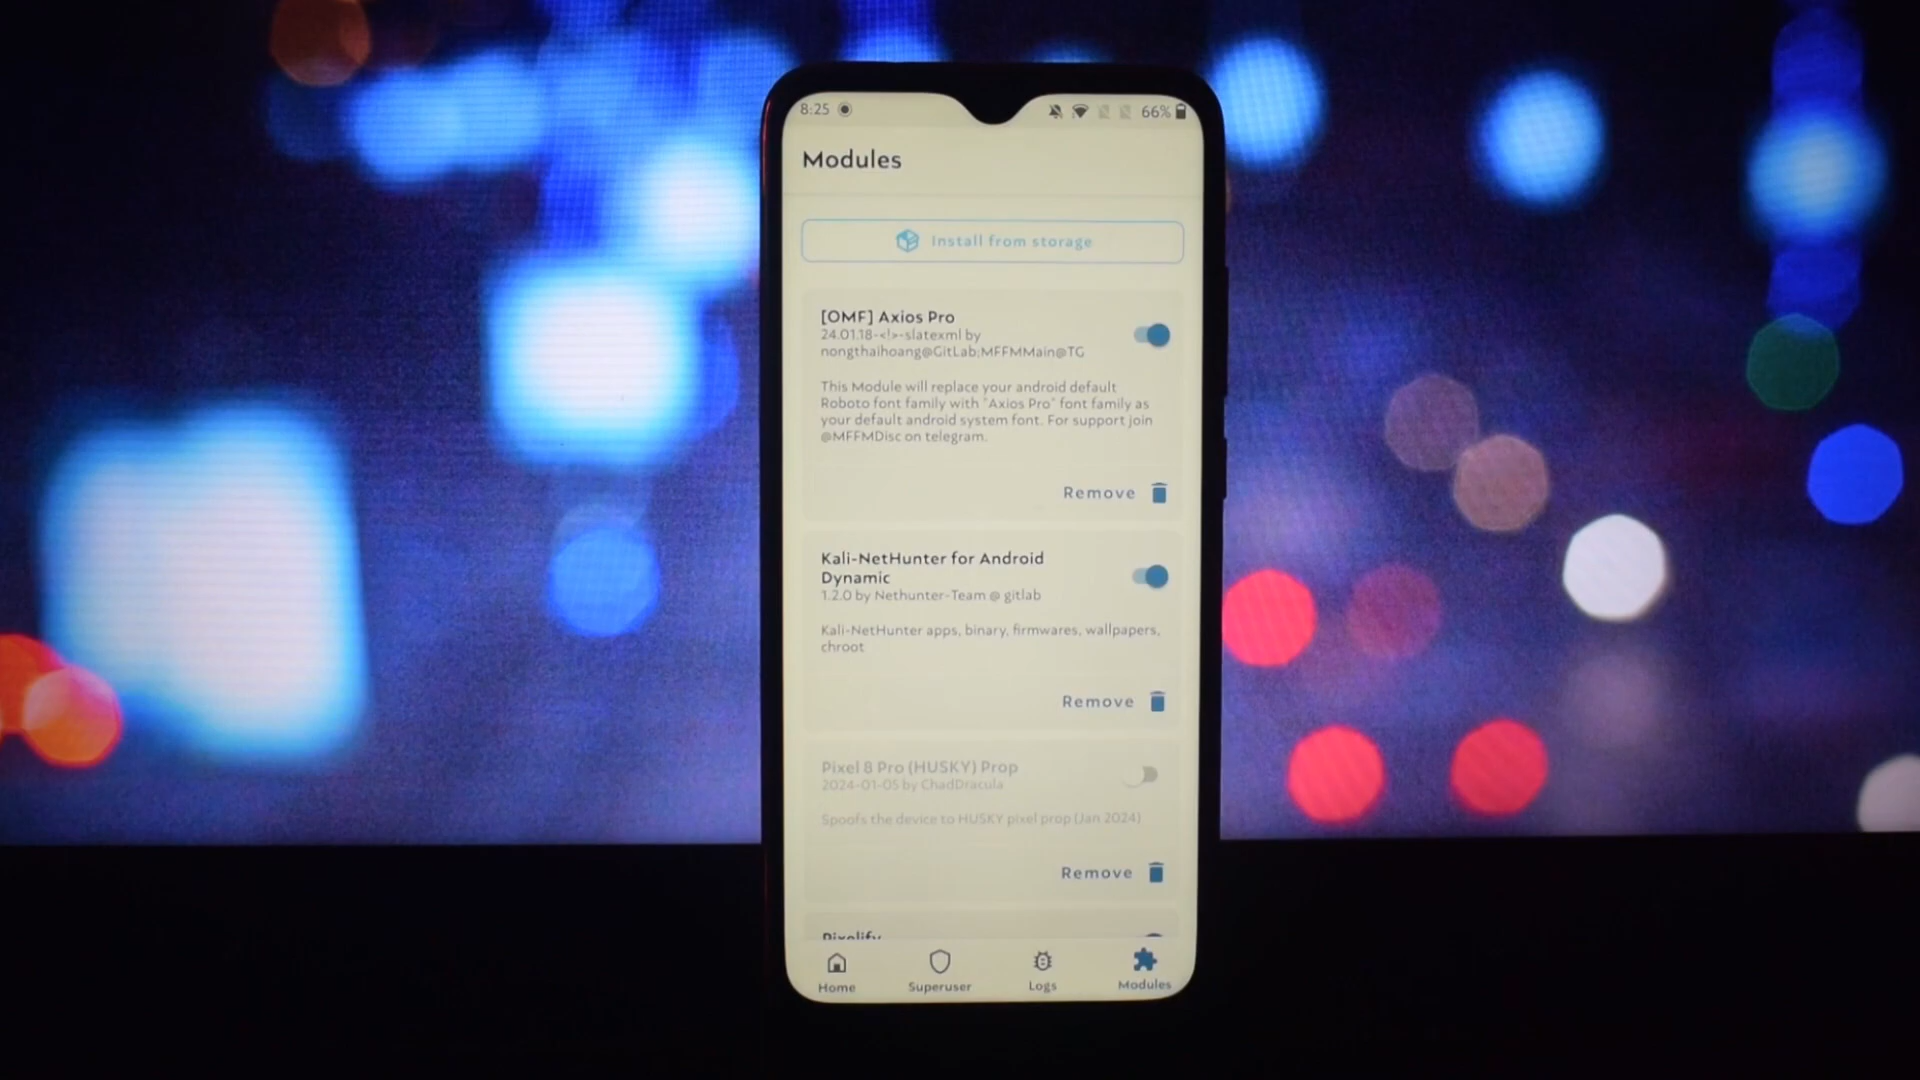 8:25
66%
Modules
Install from storage
[OMF] Axios Pro
24.01.18-<!>-slatexml by
nongthaihoang@GitLab;MFFMMain@TG
This Module will replace your android default
Roboto font family with "Axios Pro" font family as
your default android system font. For support join
@MFFMDisc on telegram.
Remove
Kali-NetHunter for Android
Dynamic
1.2.0 by Nethunter-Team @ gitlab
Kali-NetHunter apps, binary, firmwares, wallpapers,
chroot
Remove
Pixel 8 Pro (HUSKY) Prop
2024-01-05 by ChadDracula
Spoofs the device to HUSKY pixel prop (Jan 2024)
Remove
Pixelify
Home
Superuser
Logs
Modules